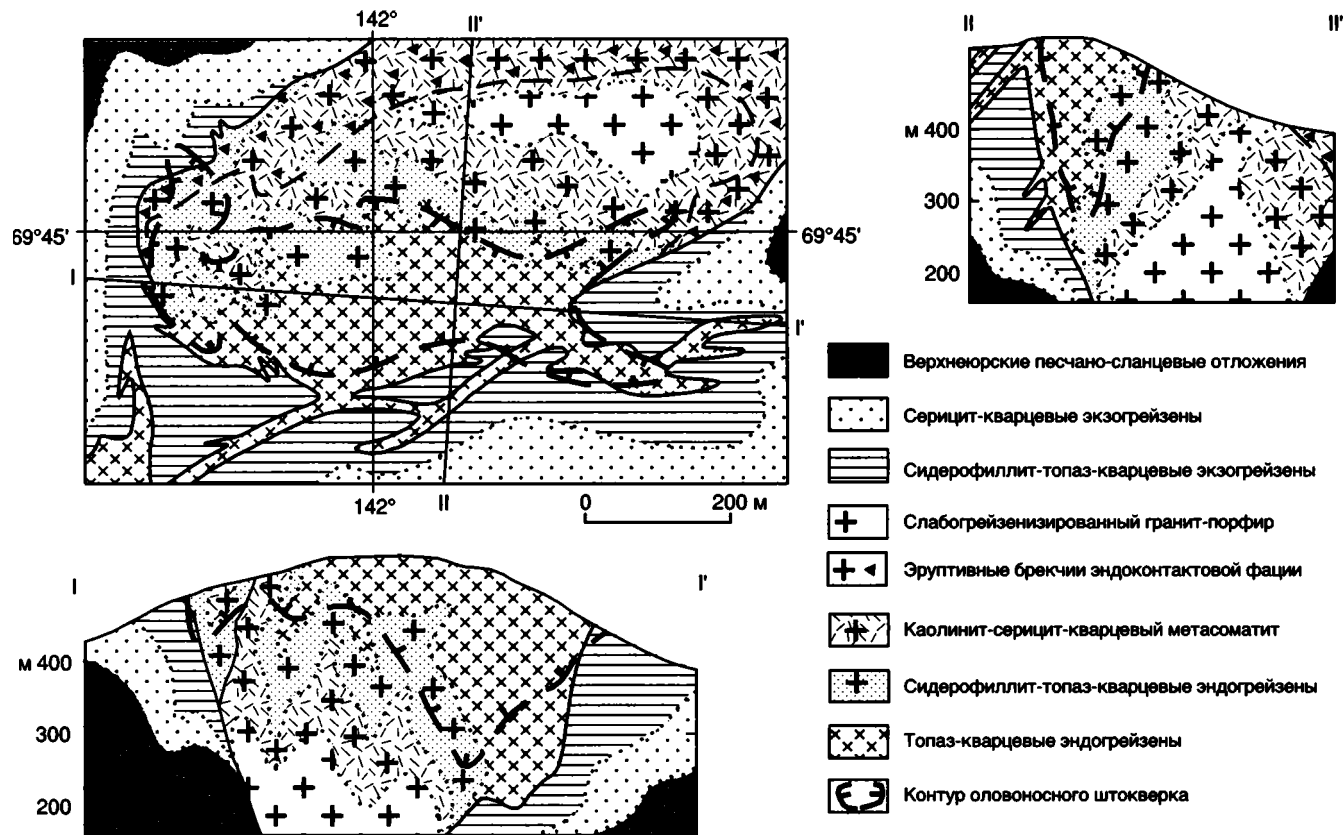 142°
II'
69°45'
69°45'
I
I'
142°
II
0
200 м
II
II'
м 400
300
200
I
I'
м 400
300
200
Верхнеюрские песчано-сланцевые отложения
Серицит-кварцевые экзогрейзены
Сидерофиллит-топаз-кварцевые экзогрейзены
Слабогрейзенизированный гранит-порфир
Эруптивные брекчии эндоконтактовой фации
Каолинит-серицит-кварцевый метасоматит
Сидерофиллит-топаз-кварцевые эндогрейзены
Топаз-кварцевые эндогрейзены
Контур оловоносного штокверка